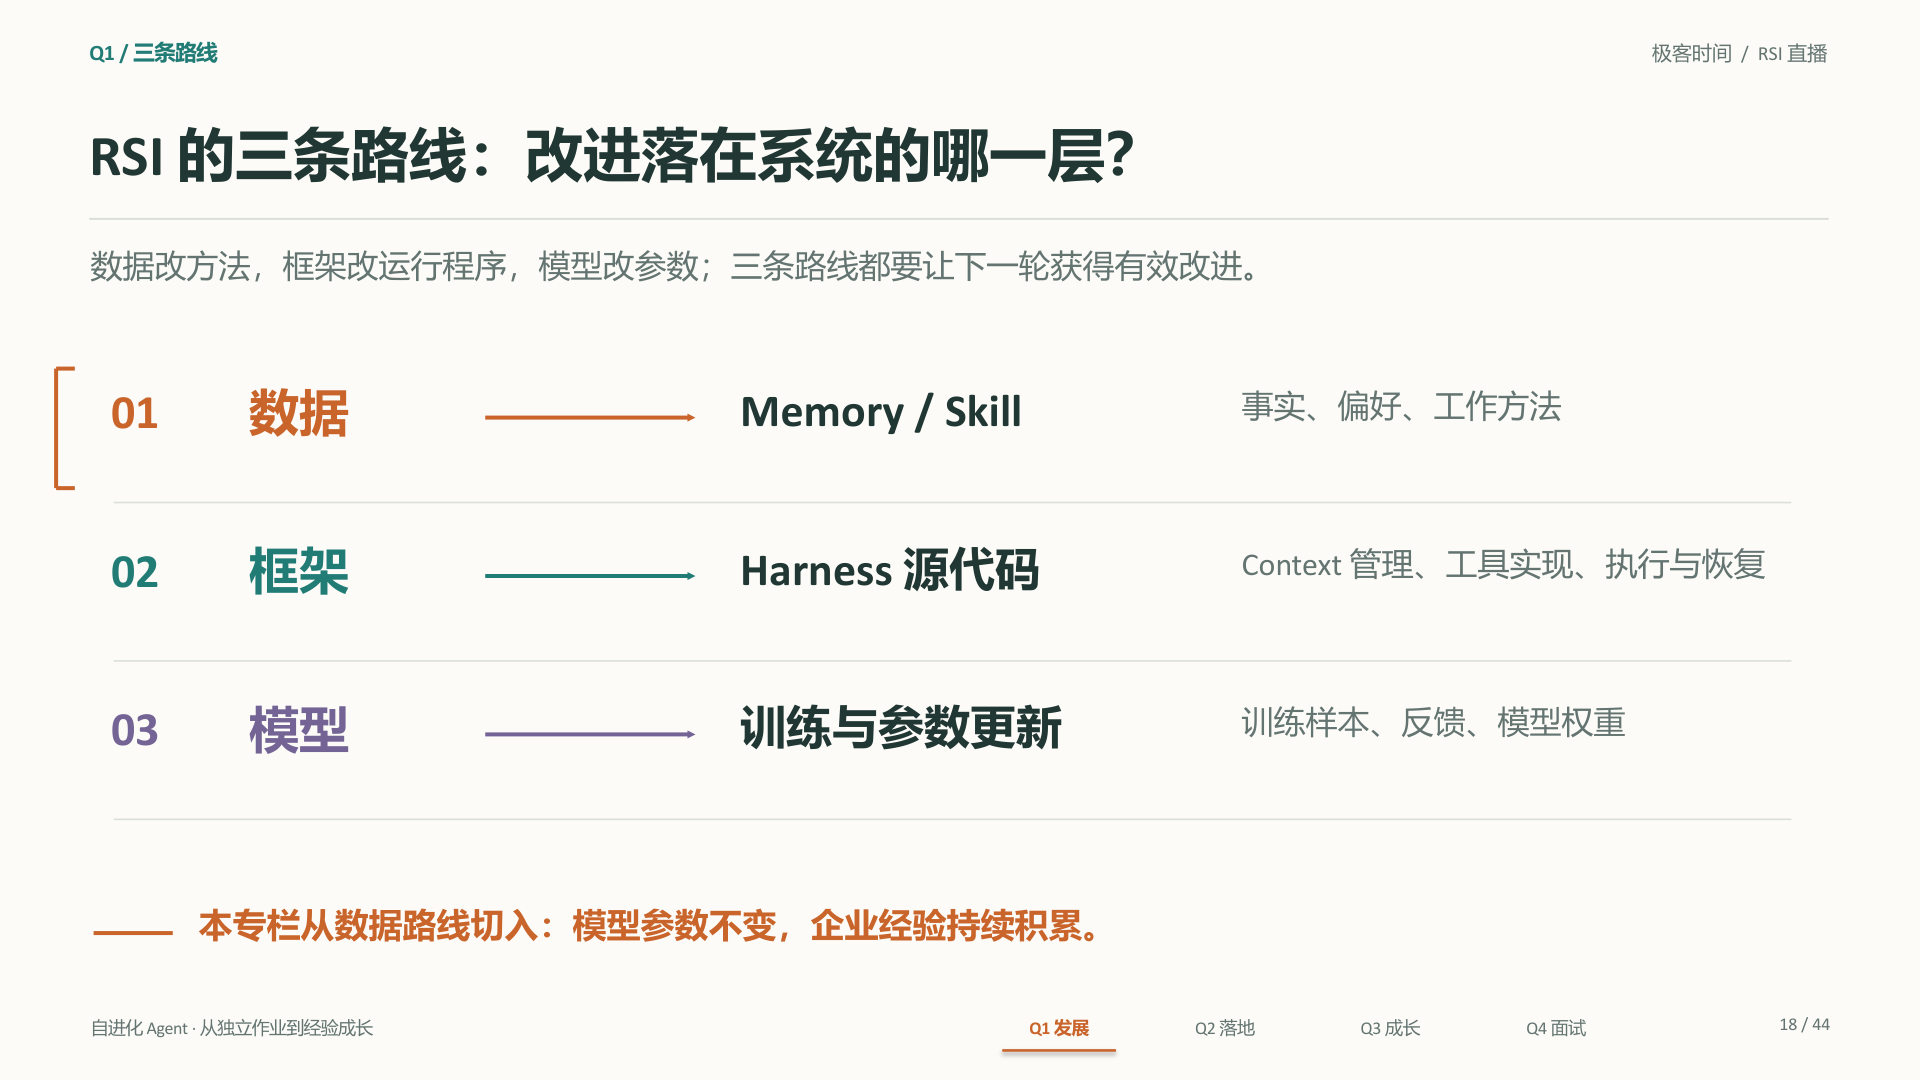 Q1 / 三条路线
极客时间 / RSI 直播
RSI 的三条路线：改进落在系统的哪一层？
数据改方法，框架改运行程序，模型改参数；三条路线都要让下一轮获得有效改进。
01 数据 Memory / Skill 事实、偏好、工作方法
02 框架 Harness 源代码 Context 管理、工具实现、执行与恢复
03 模型 训练与参数更新 训练样本、反馈、模型权重
本专栏从数据路线切入：模型参数不变，企业经验持续积累。
自进化 Agent · 从独立作业到经验成长 Q1 发展 Q2 落地 Q3 成长 Q4 面试 18 / 44